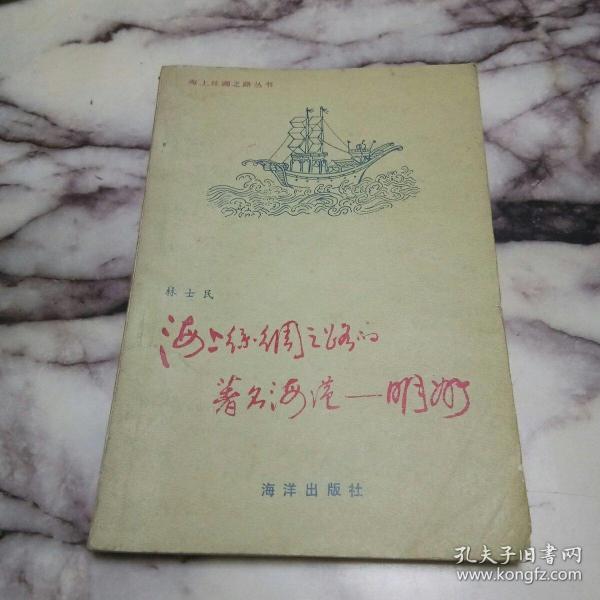 海上丝绸之路丛书
林士民
海上絲绸之路的
著名海港—明州
海洋出版社
孔夫子旧书网
www.kongfz.com